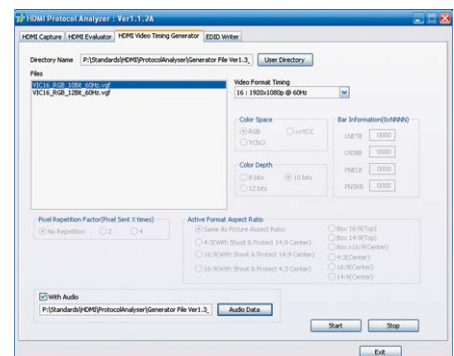 HDMI Protocol Analyzer : Ver1.1.2A
HDMI Capture HDMI Evaluator HDMI Video Timing Generator EDID Writer
Directory Name P:\Standards\HDMI\ProtocolAnalyser\Generator File Ver1.3_ User Directory
Files
VIC16_RGB_10Bit_60Hz.vgf
VIC16_RGB_12Bit_60Hz.vgf
Video Format Timing
16 : 1920x1080p @ 60Hz
Color Space
RGB xvYCC
YCbCr
Color Depth
8 bits 10 bits
12 bits
Bar Information(0xNNNN)
LNETB 0000
LNSBB 0000
PNELB 0000
PNSRB 0000
Pixel Repetition Factor(Pixel Sent X times)
No Repetition 2 4
Active Format Aspect Ratio
Same As Picture Aspect Ratio
4:3(With Shoot & Protect 14:9 Center)
16:9(With Shoot & Protect 14:9 Center)
16:9(With Shoot & Protect 4:3 Center)
Box 16:9(Top)
Box 14:9(Top)
Box >16:9(Center)
4:3(Center)
16:9(Center)
14:9(Center)
With Audio
P:\Standards\HDMI\ProtocolAnalyser\Generator File Ver1.3_ Audio Data
Start Stop
Exit